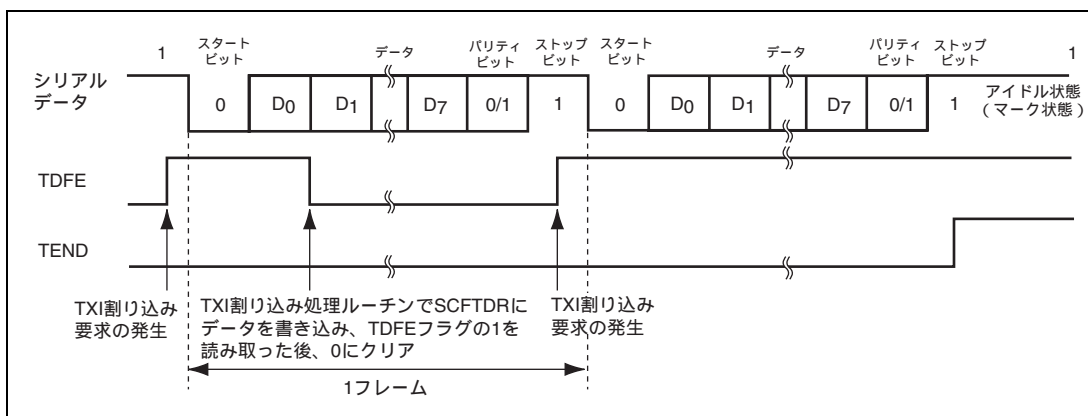 1 スタート ビット データ パリティ ビット ストップ ビット スタート ビット データ パリティ ビット ストップ ビット 1
シリアル
データ
0 D0 D1 D7 0/1 1 0 D0 D1 D7 0/1 1 アイドル状態
（マーク状態）
TDFE
TEND
TXI割り込み
要求の発生
TXI割り込み処理ルーチンでSCFTDRに
データを書き込み、TDFEフラグの1を
読み取った後、0にクリア
TXI割り込み
要求の発生
1フレーム